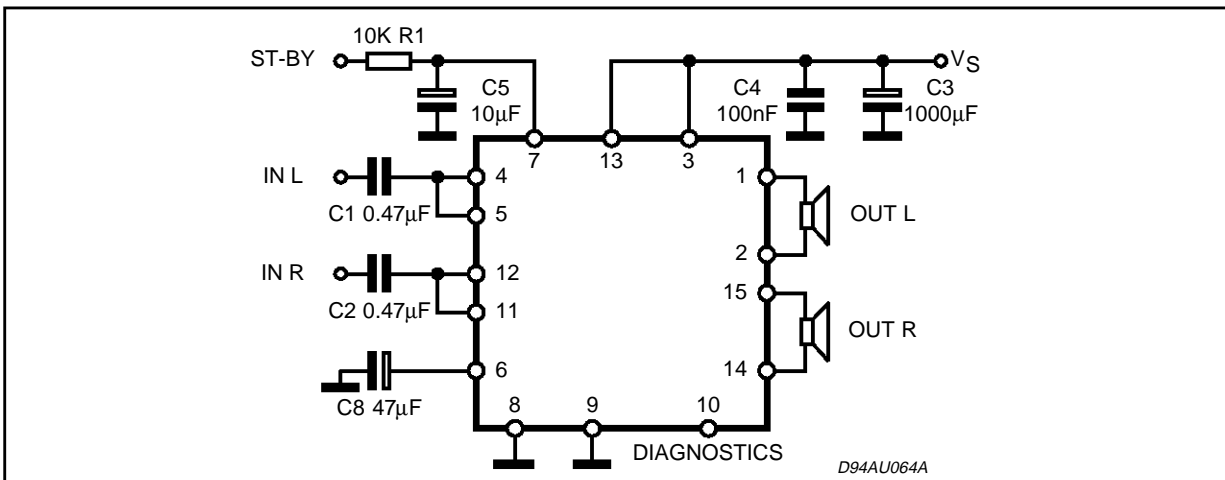 10K R1
ST-BY
VS
C5
10μF
C4
100nF
C3
1000μF
7
13
3
IN L
4
1
C1 0.47μF
5
OUT L
2
IN R
12
15
C2 0.47μF
11
OUT R
6
14
C8 47μF
8
9
10
DIAGNOSTICS
D94AU064A